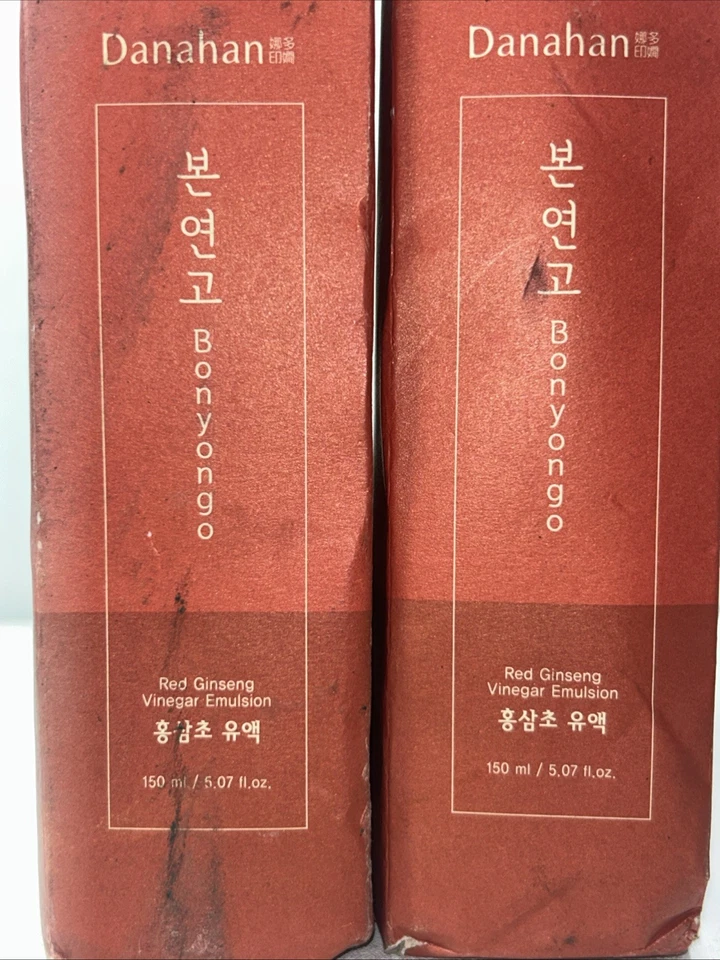 Danahan
본연고 Bonyongo
Red Ginseng
Vinegar Emulsion
홍삼초 유액
150 ml / 5.07 fl.oz.
Danahan
본연고 Bonyongo
Red Ginseng
Vinegar Emulsion
홍삼초 유액
150 ml / 5.07 fl.oz.